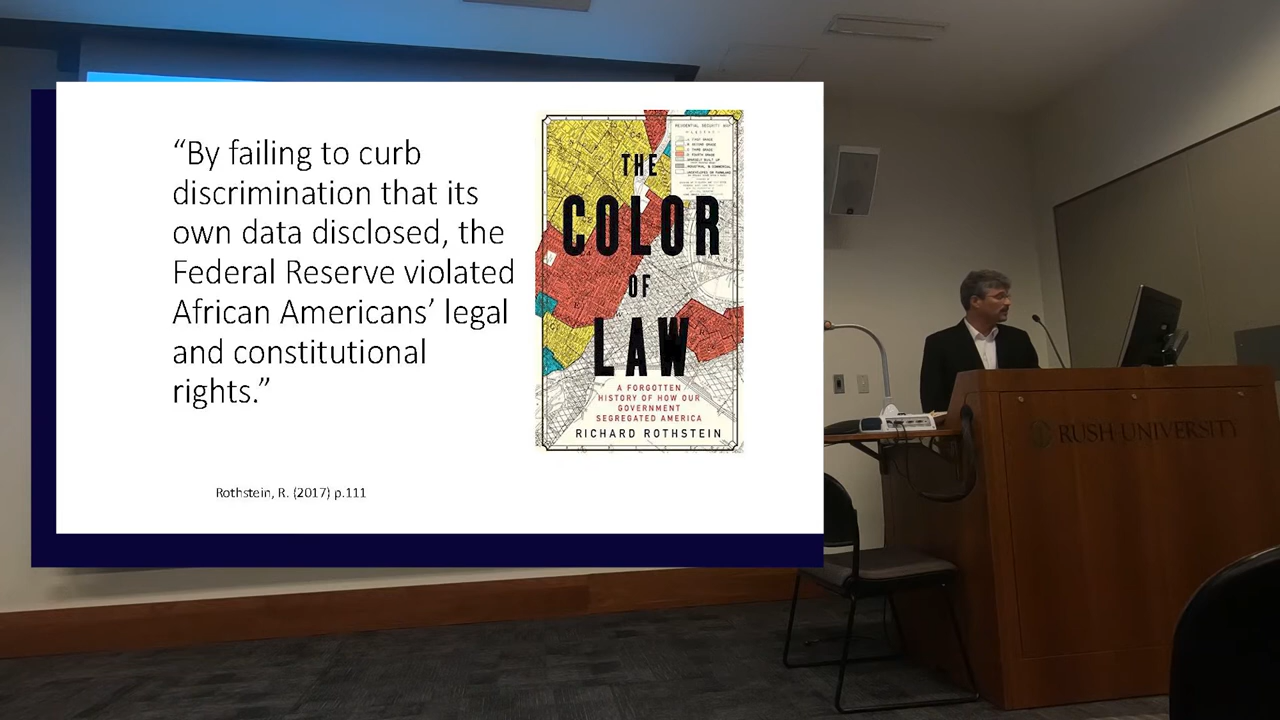 “By failing to curb
discrimination that its
own data disclosed, the
Federal Reserve violated
African Americans’ legal
and constitutional
rights.”
Rothstein, R. (2017) p.111
THE
COLOR
OF
LAW
A FORGOTTEN
HISTORY OF HOW OUR
GOVERNMENT
SEGREGATED AMERICA
RICHARD ROTHSTEIN
RUSH UNIVERSITY